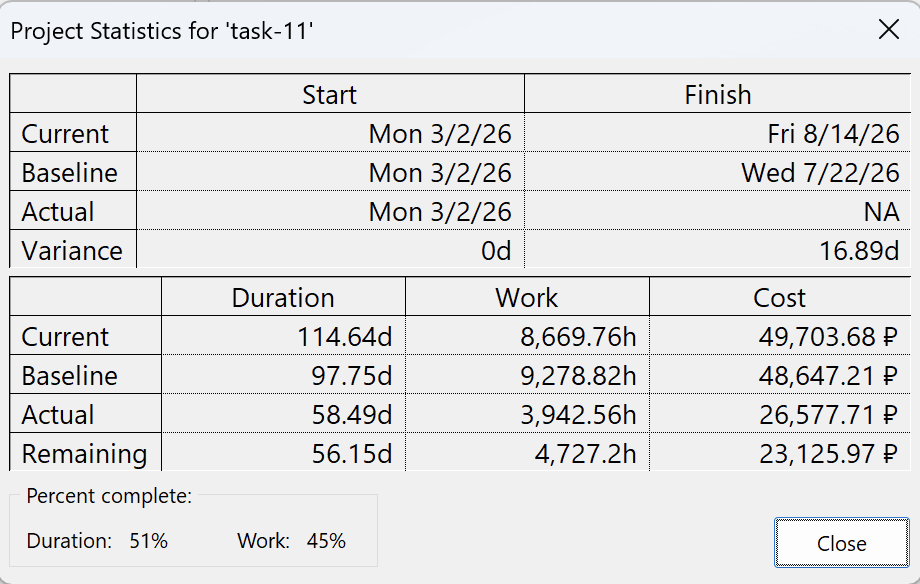 Project Statistics for 'task-11'
Start Finish
Current Mon 3/2/26 Fri 8/14/26
Baseline Mon 3/2/26 Wed 7/22/26
Actual Mon 3/2/26 NA
Variance 0d 16.89d
Duration Work Cost
Current 114.64d 8,669.76h 49,703.68 ₽
Baseline 97.75d 9,278.82h 48,647.21 ₽
Actual 58.49d 3,942.56h 26,577.71 ₽
Remaining 56.15d 4,727.2h 23,125.97 ₽
Percent complete:
Duration: 51% Work: 45%
Close